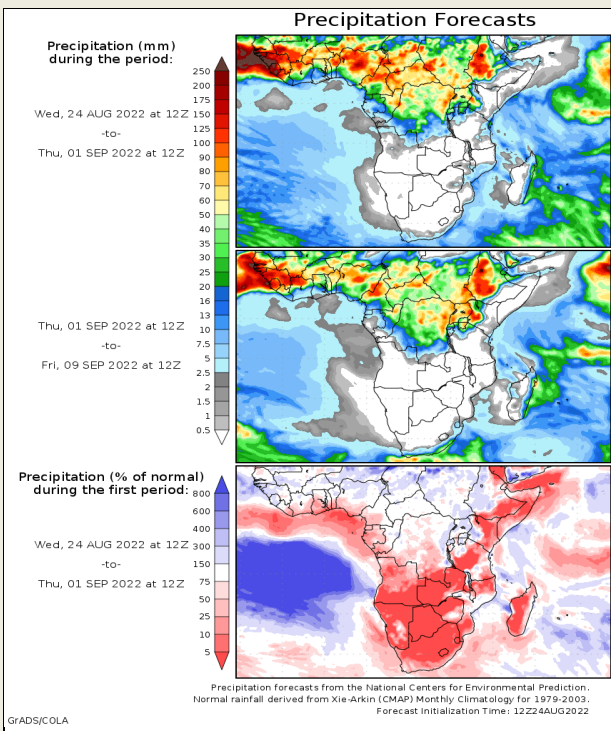 Precipitation Forecasts
Precipitation (mm)
during the period:
Wed, 24 AUG 2022 at 12Z
-to-
Thu, 01 SEP 2022 at 12Z
250
200
175
150
125
100
90
80
70
60
50
40
35
30
25
20
16
13
10
7.5
5
2.5
2
1.5
1
0.5
Thu, 01 SEP 2022 at 12Z
-to-
Fri, 09 SEP 2022 at 12Z
Precipitation (% of normal)
during the first period:
Wed, 24 AUG 2022 at 12Z
-to-
Thu, 01 SEP 2022 at 12Z
800
600
400
300
150
75
50
25
10
5
Precipitation forecasts from the National Centers for Environmental Prediction.
Normal rainfall derived from Xie-Arkin (CMAP) Monthly Climatology for 1979-2003.
Forecast Initialization Time: 12Z24AUG2022
GrADS/COLA